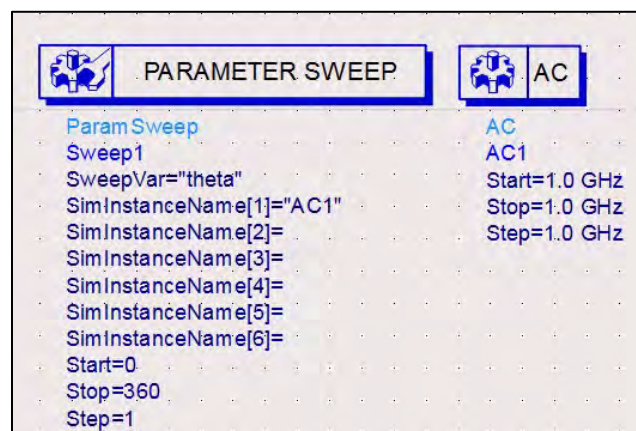 PARAMETER SWEEP
ParamSweep
Sweep1
SweepVar="theta"
SimInstanceName[1]="AC1"
SimInstanceName[2]=
SimInstanceName[3]=
SimInstanceName[4]=
SimInstanceName[5]=
SimInstanceName[6]=
Start=0
Stop=360
Step=1
AC
AC
AC1
Start=1.0 GHz
Stop=1.0 GHz
Step=1.0 GHz